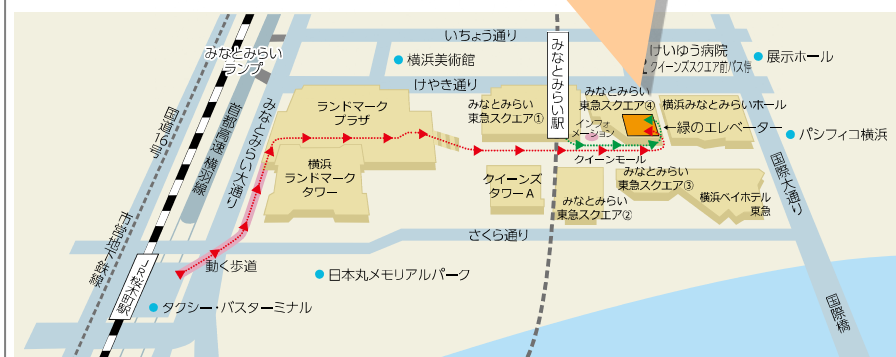 いちょう通り
みなとみらい
ランプ
横浜美術館
けいゆう病院
クイーンズスクエア前バス停
展示ホール
けやき通り
国道16号
首都高速 横羽線
みなとみらい大通り
ランドマーク
プラザ
みなとみらい
東急スクエア①
みなとみらい駅
みなとみらい
東急スクエア④
横浜みなとみらいホール
インフォ
メーション
←緑のエレベーター
パシフィコ横浜
クイーンモール
横浜
ランドマーク
タワー
クイーンズ
タワーA
みなとみらい
東急スクエア②
みなとみらい
東急スクエア③
横浜ベイホテル
東急
国際大通り
市営地下鉄線
さくら通り
動く歩道
日本丸メモリアルパーク
JR桜木町駅
タクシー・バスターミナル
国際橋